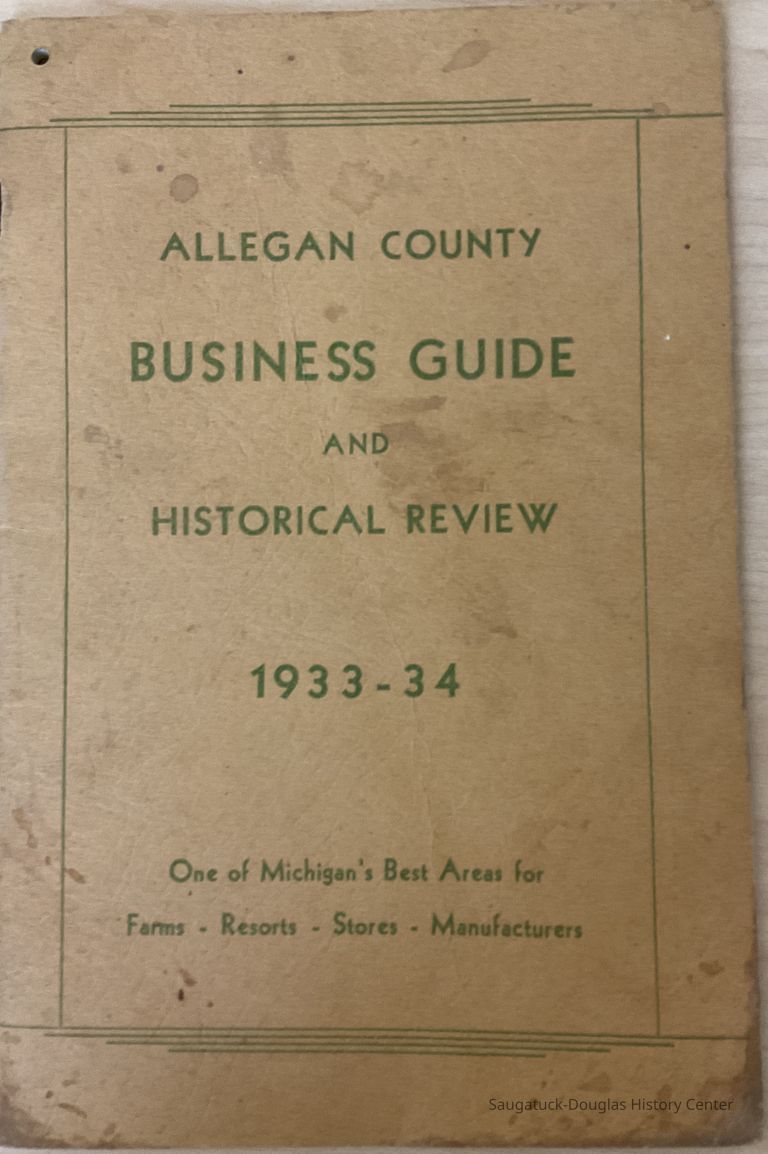 ALLEGAN COUNTY
BUSINESS GUIDE
AND
HISTORICAL REVIEW
1933-34
One of Michigan's Best Areas for
Farms - Resorts - Stores - Manufacturers
Saugatuck-Douglas History Center